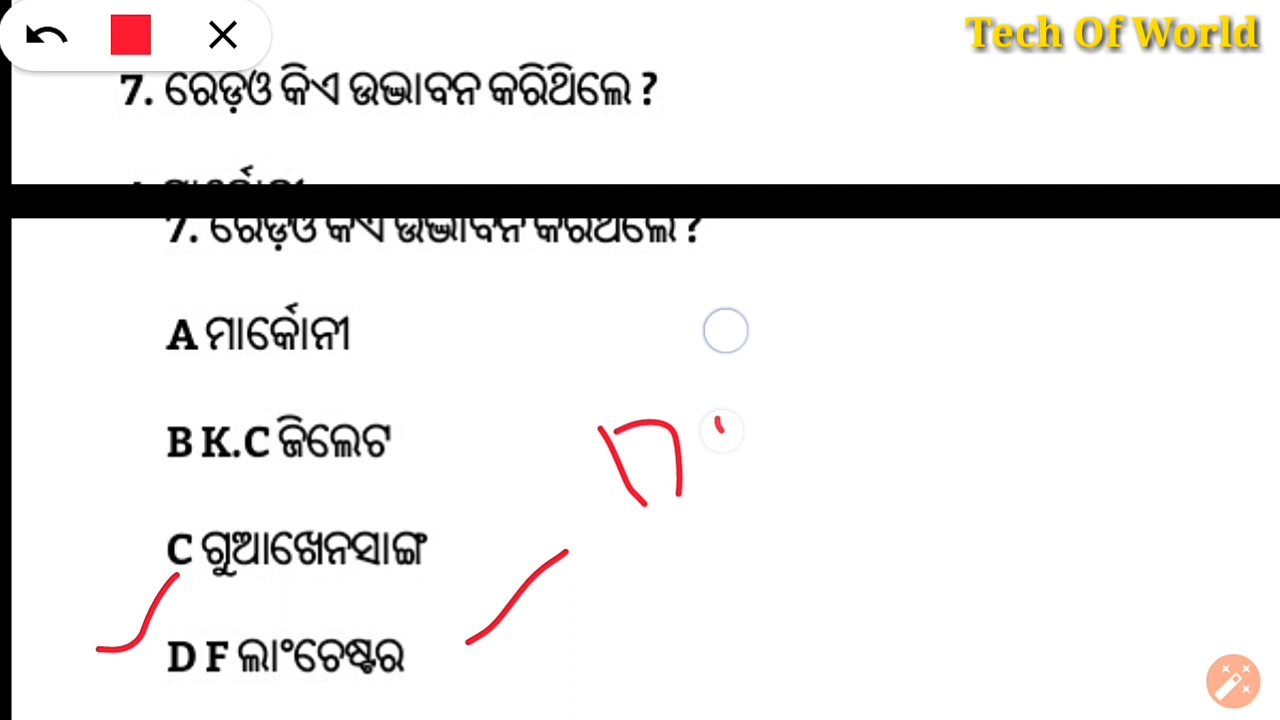 Tech Of World
7. ରେଡ଼ିଓ କିଏ ଉଦ୍ଭାବନ କରିଥିଲେ ?
7. ରେଡ଼ିଓ କିଏ ଉଦ୍ଭାବନ କରିଥିଲେ ?
A ମାର୍କୋନୀ
B K.C ଜିଲେଟ
C ଗୁଆଖେନସାଙ୍ଗ
D F ଲାଂଚେଷ୍ଟର